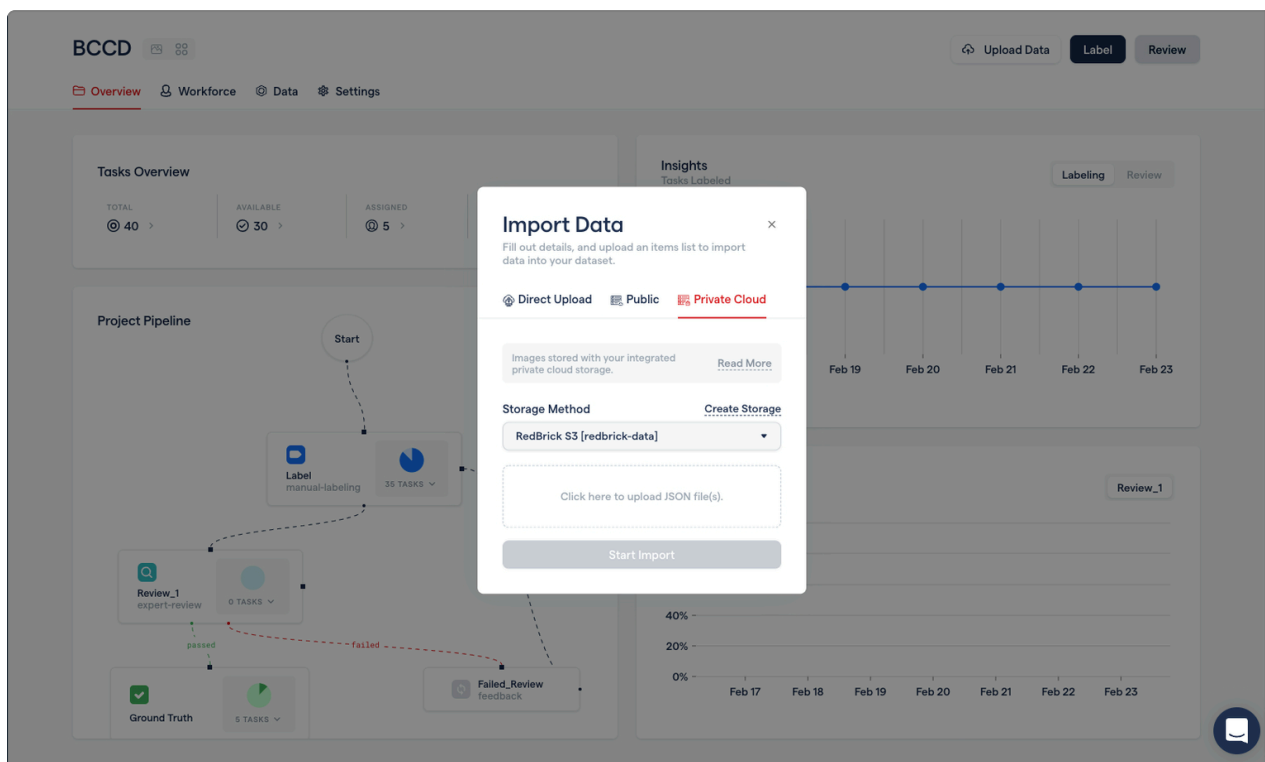 BCCD
Upload Data
Label
Review
Overview
Workforce
Data
Settings
Tasks Overview
TOTAL
40
AVAILABLE
30
ASSIGNED
5
Insights
Tasks Labeled
Labeling
Review
Feb 19
Feb 20
Feb 21
Feb 22
Feb 23
Import Data
Fill out details, and upload an items list to import
data into your dataset.
Direct Upload
Public
Private Cloud
Images stored with your integrated
private cloud storage.
Read More
Storage Method
Create Storage
RedBrick S3 [redbrick-data]
Click here to upload JSON file(s).
Start Import
Project Pipeline
Start
Label
manual-labeling
35 TASKS
Review_1
expert-review
0 TASKS
passed
failed
Ground Truth
5 TASKS
Failed_Review
feedback
Review_1
40%
20%
0%
Feb 17
Feb 18
Feb 19
Feb 20
Feb 21
Feb 22
Feb 23